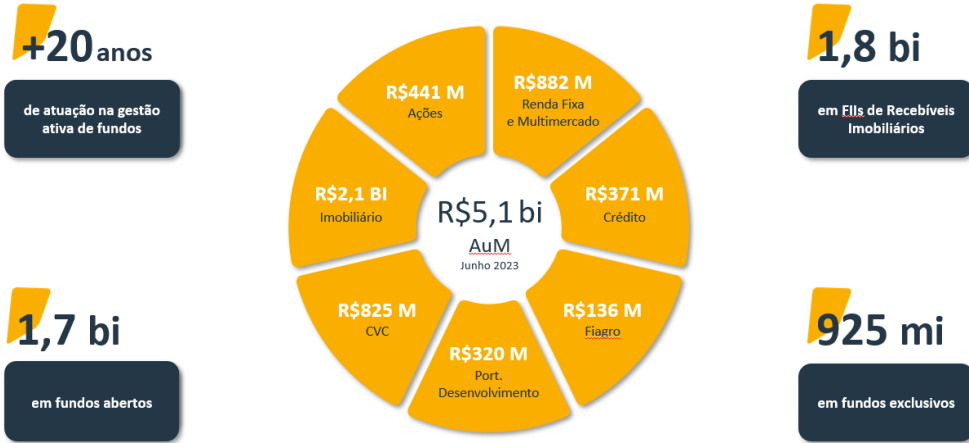 +20 anos
de atuação na gestão
ativa de fundos
1,8 bi
em FIIs de Recebíveis
Imobiliários
R$882 M
Renda Fixa
e Multimercado
R$371 M
Crédito
R$136 M
Fiagro
R$320 M
Port.
Desenvolvimento
R$825 M
CVC
R$2,1 BI
Imobiliário
R$441 M
Ações
R$5,1 bi
AuM
Junho 2023
1,7 bi
em fundos abertos
925 mi
em fundos exclusivos